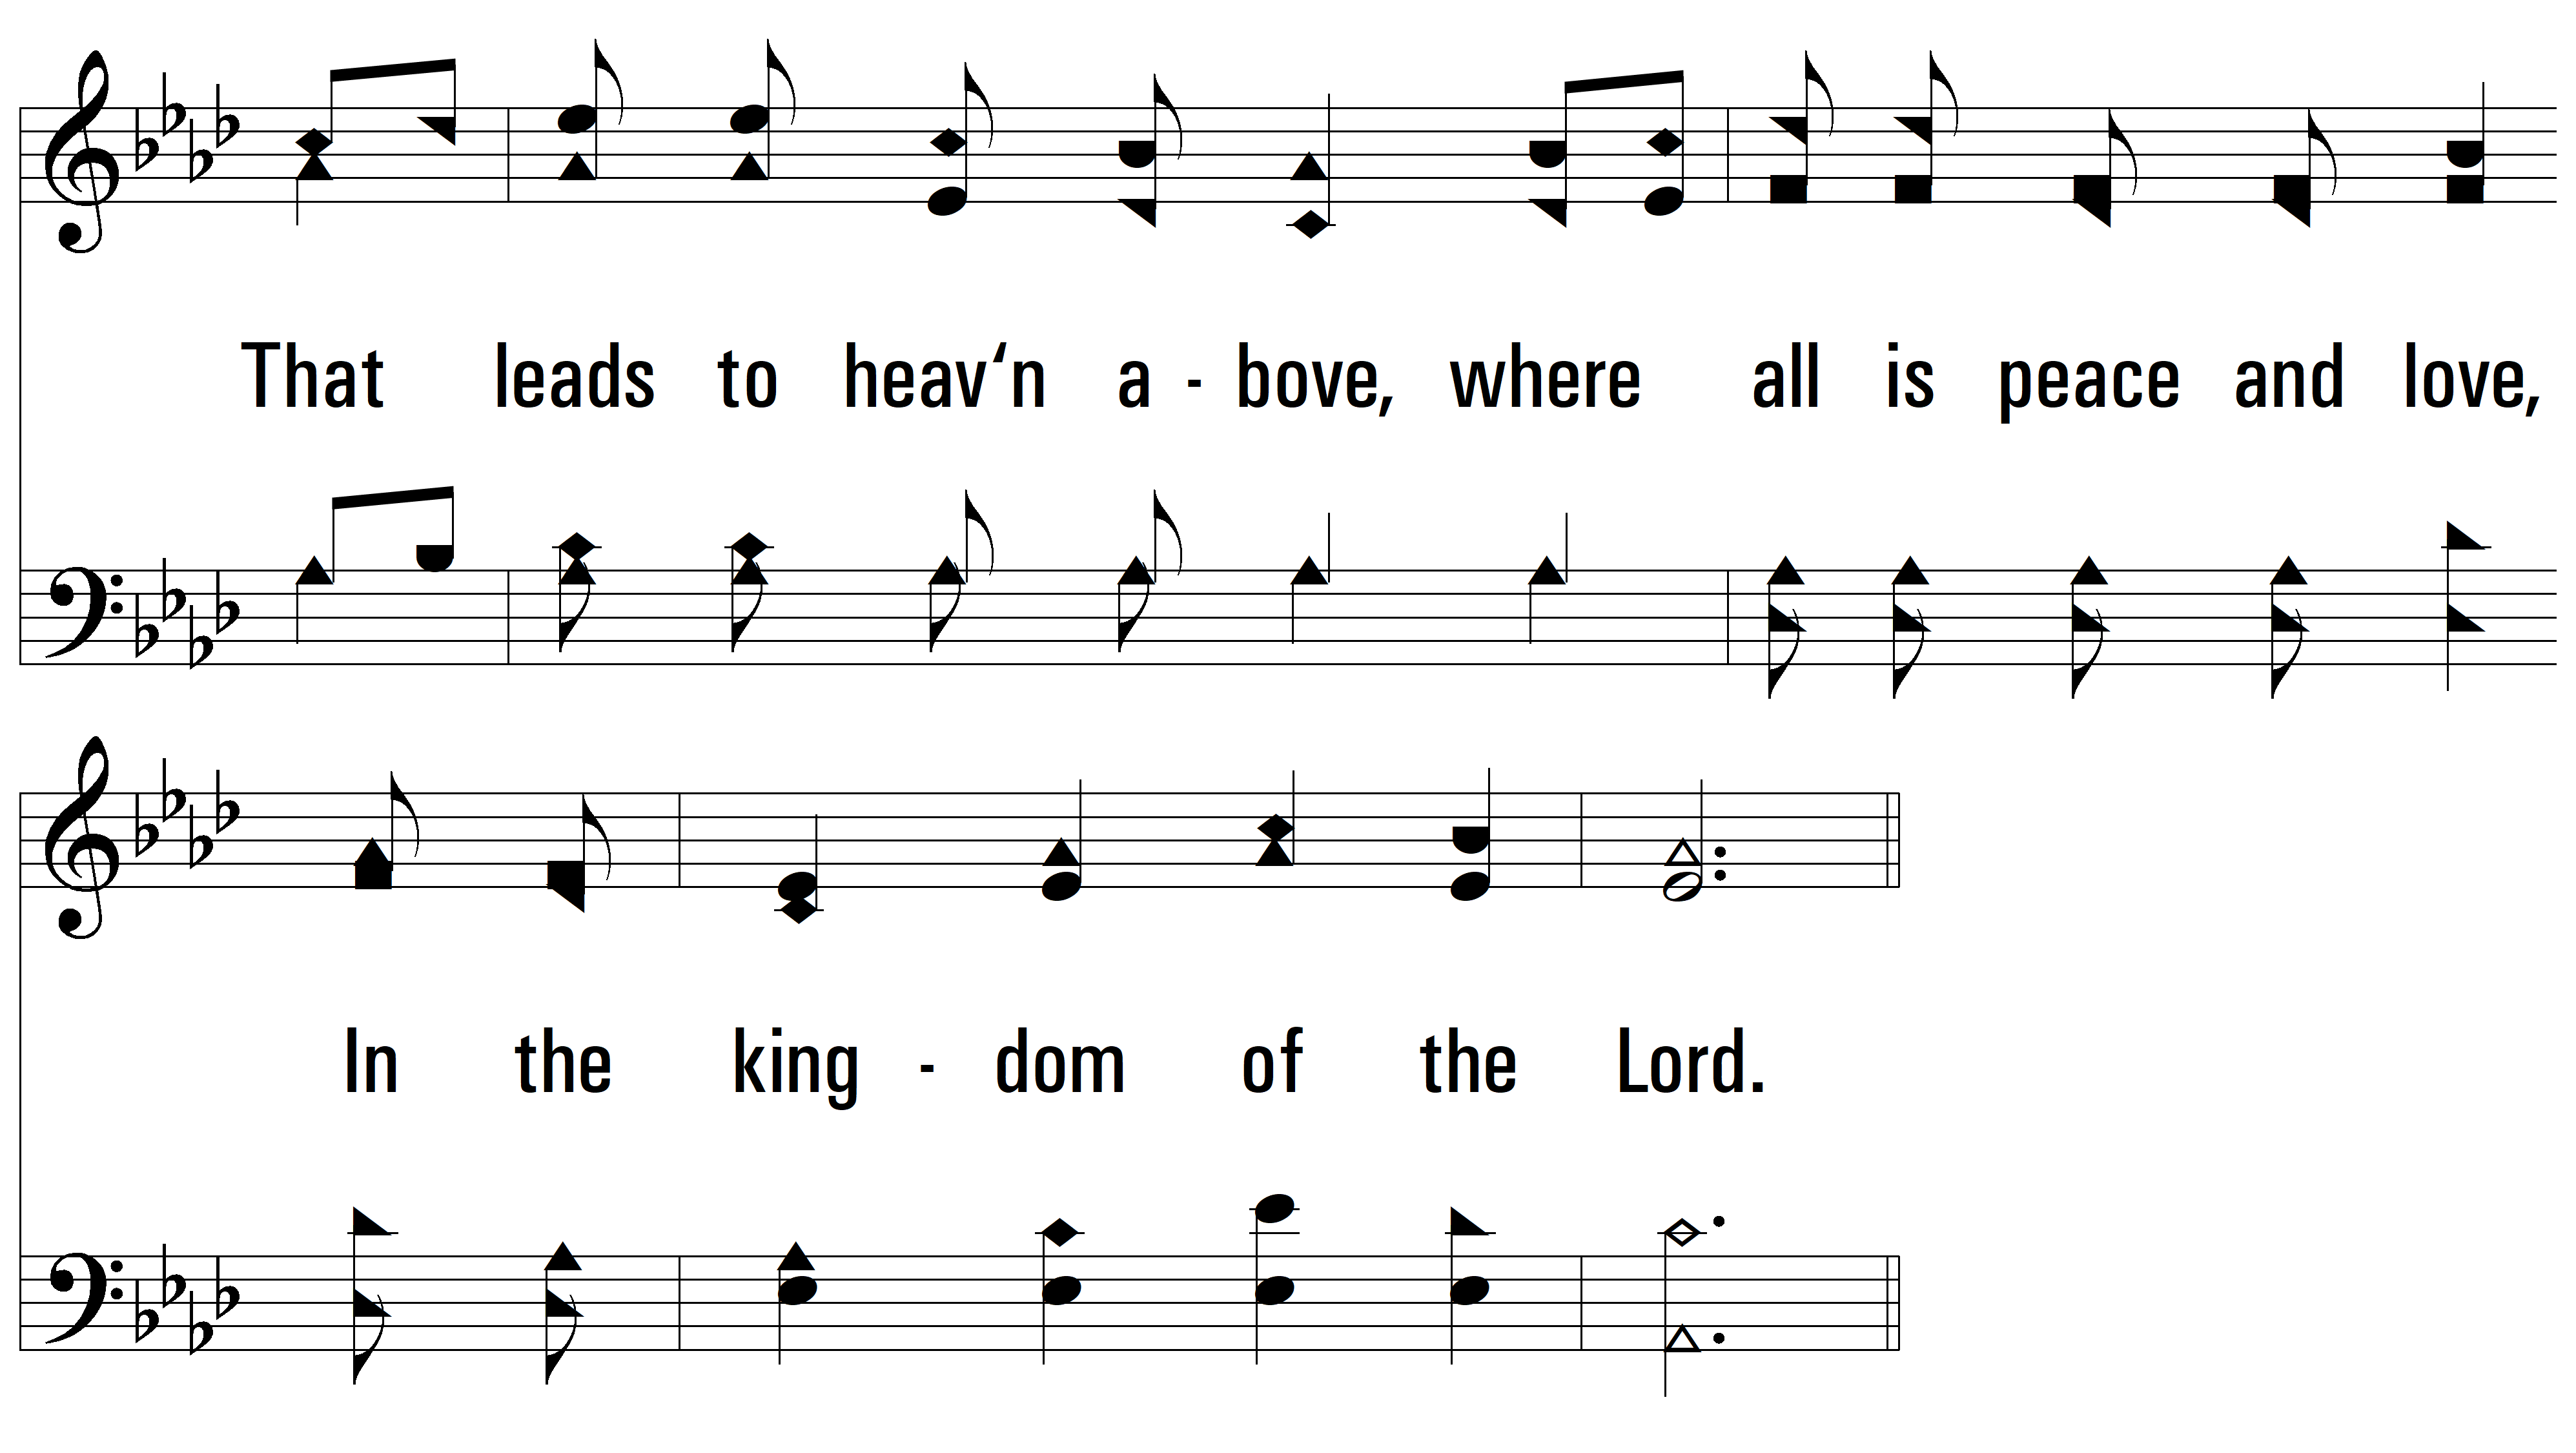 That leads to heav‘n a - bove, where all is peace and love,
In the king - dom of the Lord.